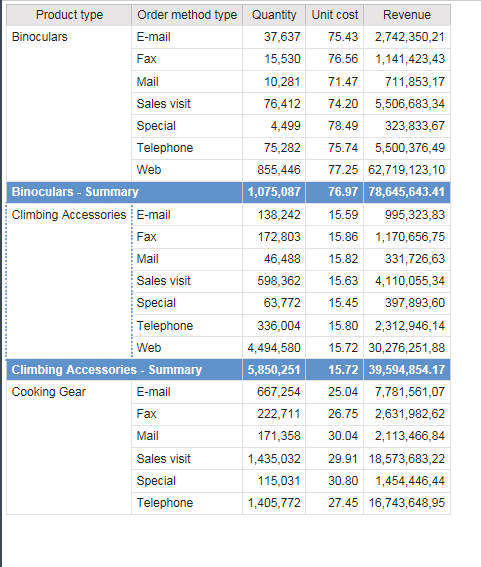 Product type Order method type Quantity Unit cost Revenue
Binoculars E-mail 37,637 75.43 2,742,350,21
Fax 15,530 76.56 1,141,423,43
Mail 10,281 71.47 711,853,17
Sales visit 76,412 74.20 5,506,683,34
Special 4,499 78.49 323,833,67
Telephone 75,282 75.74 5,500,376,49
Web 855,446 77.25 62,719,123,10
Binoculars - Summary 1,075,087 76.97 78,645,643.41
Climbing Accessories E-mail 138,242 15.59 995,323,83
Fax 172,803 15.86 1,170,656,75
Mail 46,488 15.82 331,726,63
Sales visit 598,362 15.63 4,110,055,34
Special 63,772 15.45 397,893,60
Telephone 336,004 15.80 2,312,946,14
Web 4,494,580 15.72 30,276,251,88
Climbing Accessories - Summary 5,850,251 15.72 39,594,854.17
Cooking Gear E-mail 667,254 25.04 7,781,561,07
Fax 222,711 26.75 2,631,982,62
Mail 171,358 30.04 2,113,466,84
Sales visit 1,435,032 29.91 18,573,683,22
Special 115,031 30.80 1,454,446,44
Telephone 1,405,772 27.45 16,743,648,95